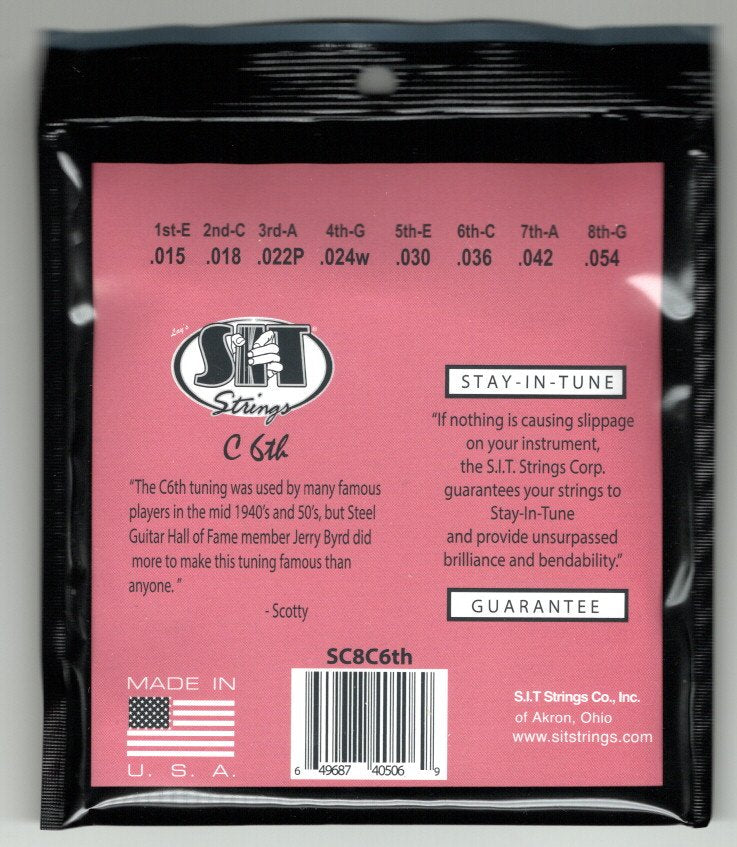 1st-E 2nd-C 3rd-A 4th-G 5th-E 6th-C 7th-A 8th-G
.015 .018 .022P .024w .030 .036 .042 .054
SIT
Strings
C 6th
"The C6th tuning was used by many famous
players in the mid 1940's and 50's, but Steel
Guitar Hall of Fame member Jerry Byrd did
more to make this tuning famous than
anyone. "
- Scotty
STAY-IN-TUNE
"If nothing is causing slippage
on your instrument,
the S.I.T. Strings Corp.
guarantees your strings to
Stay-In-Tune
and provide unsurpassed
brilliance and bendability."
GUARANTEE
MADE IN
U. S. A.
SC8C6th
6 49687 40506 9
S.I.T Strings Co., Inc.
of Akron, Ohio
www.sitstrings.com